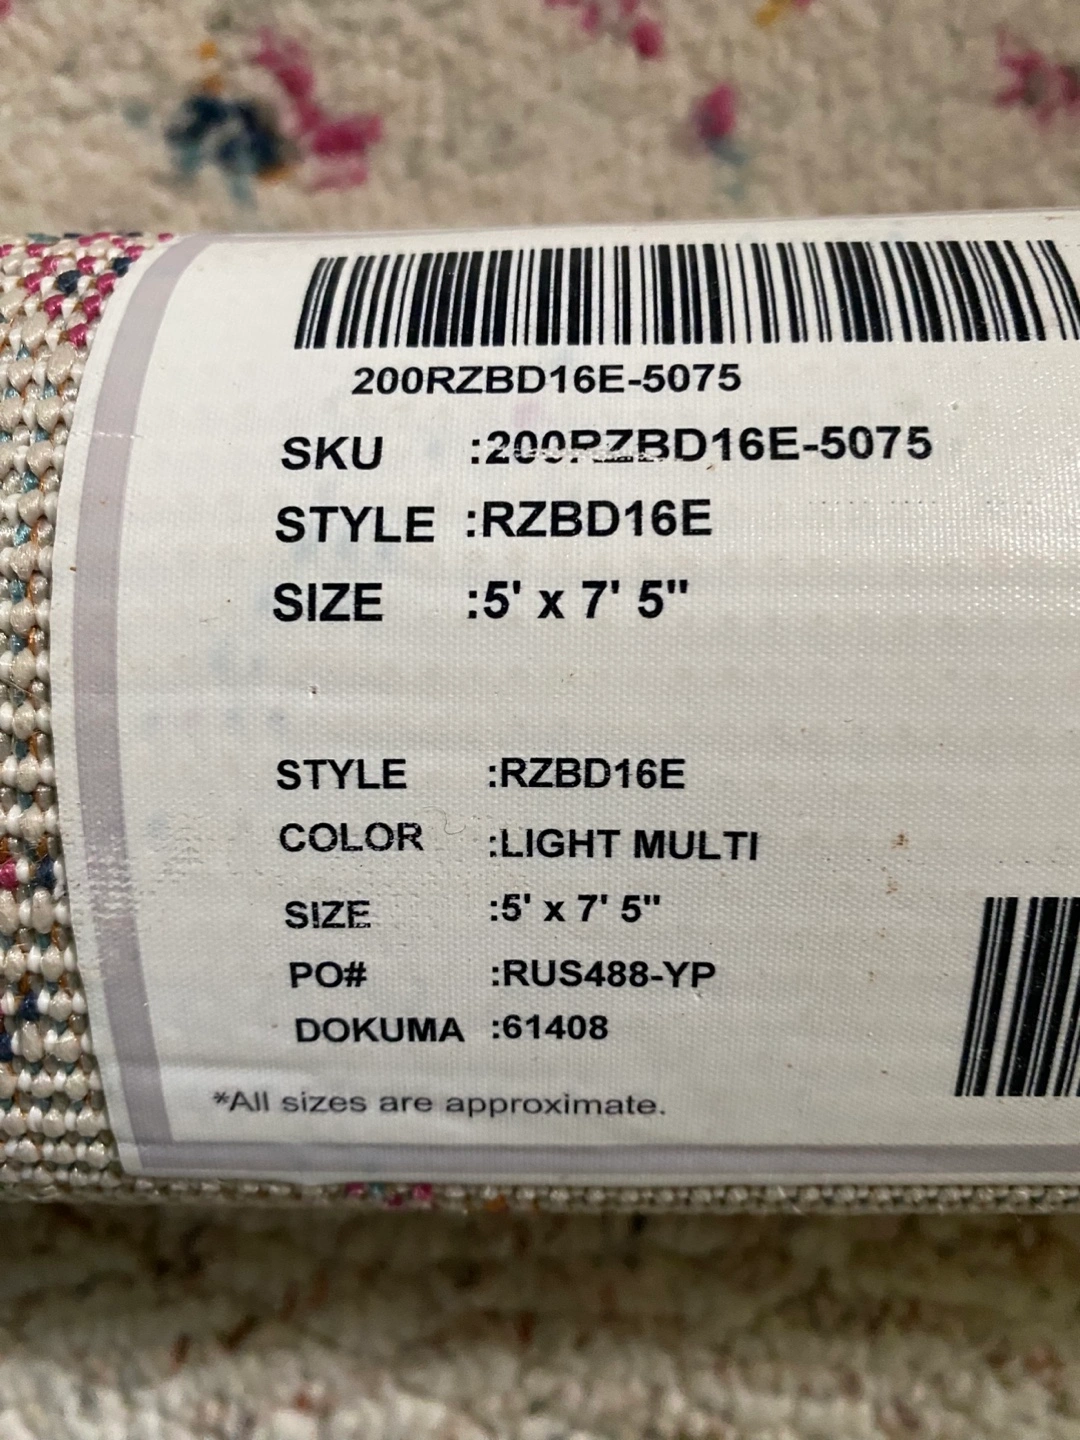 200RZBD16E-5075
SKU :200RZBD16E-5075
STYLE :RZBD16E
SIZE :5' x 7' 5"
STYLE :RZBD16E
COLOR :LIGHT MULTI
SIZE :5' x 7' 5"
PO# :RUS488-YP
DOKUMA :61408
*All sizes are approximate.